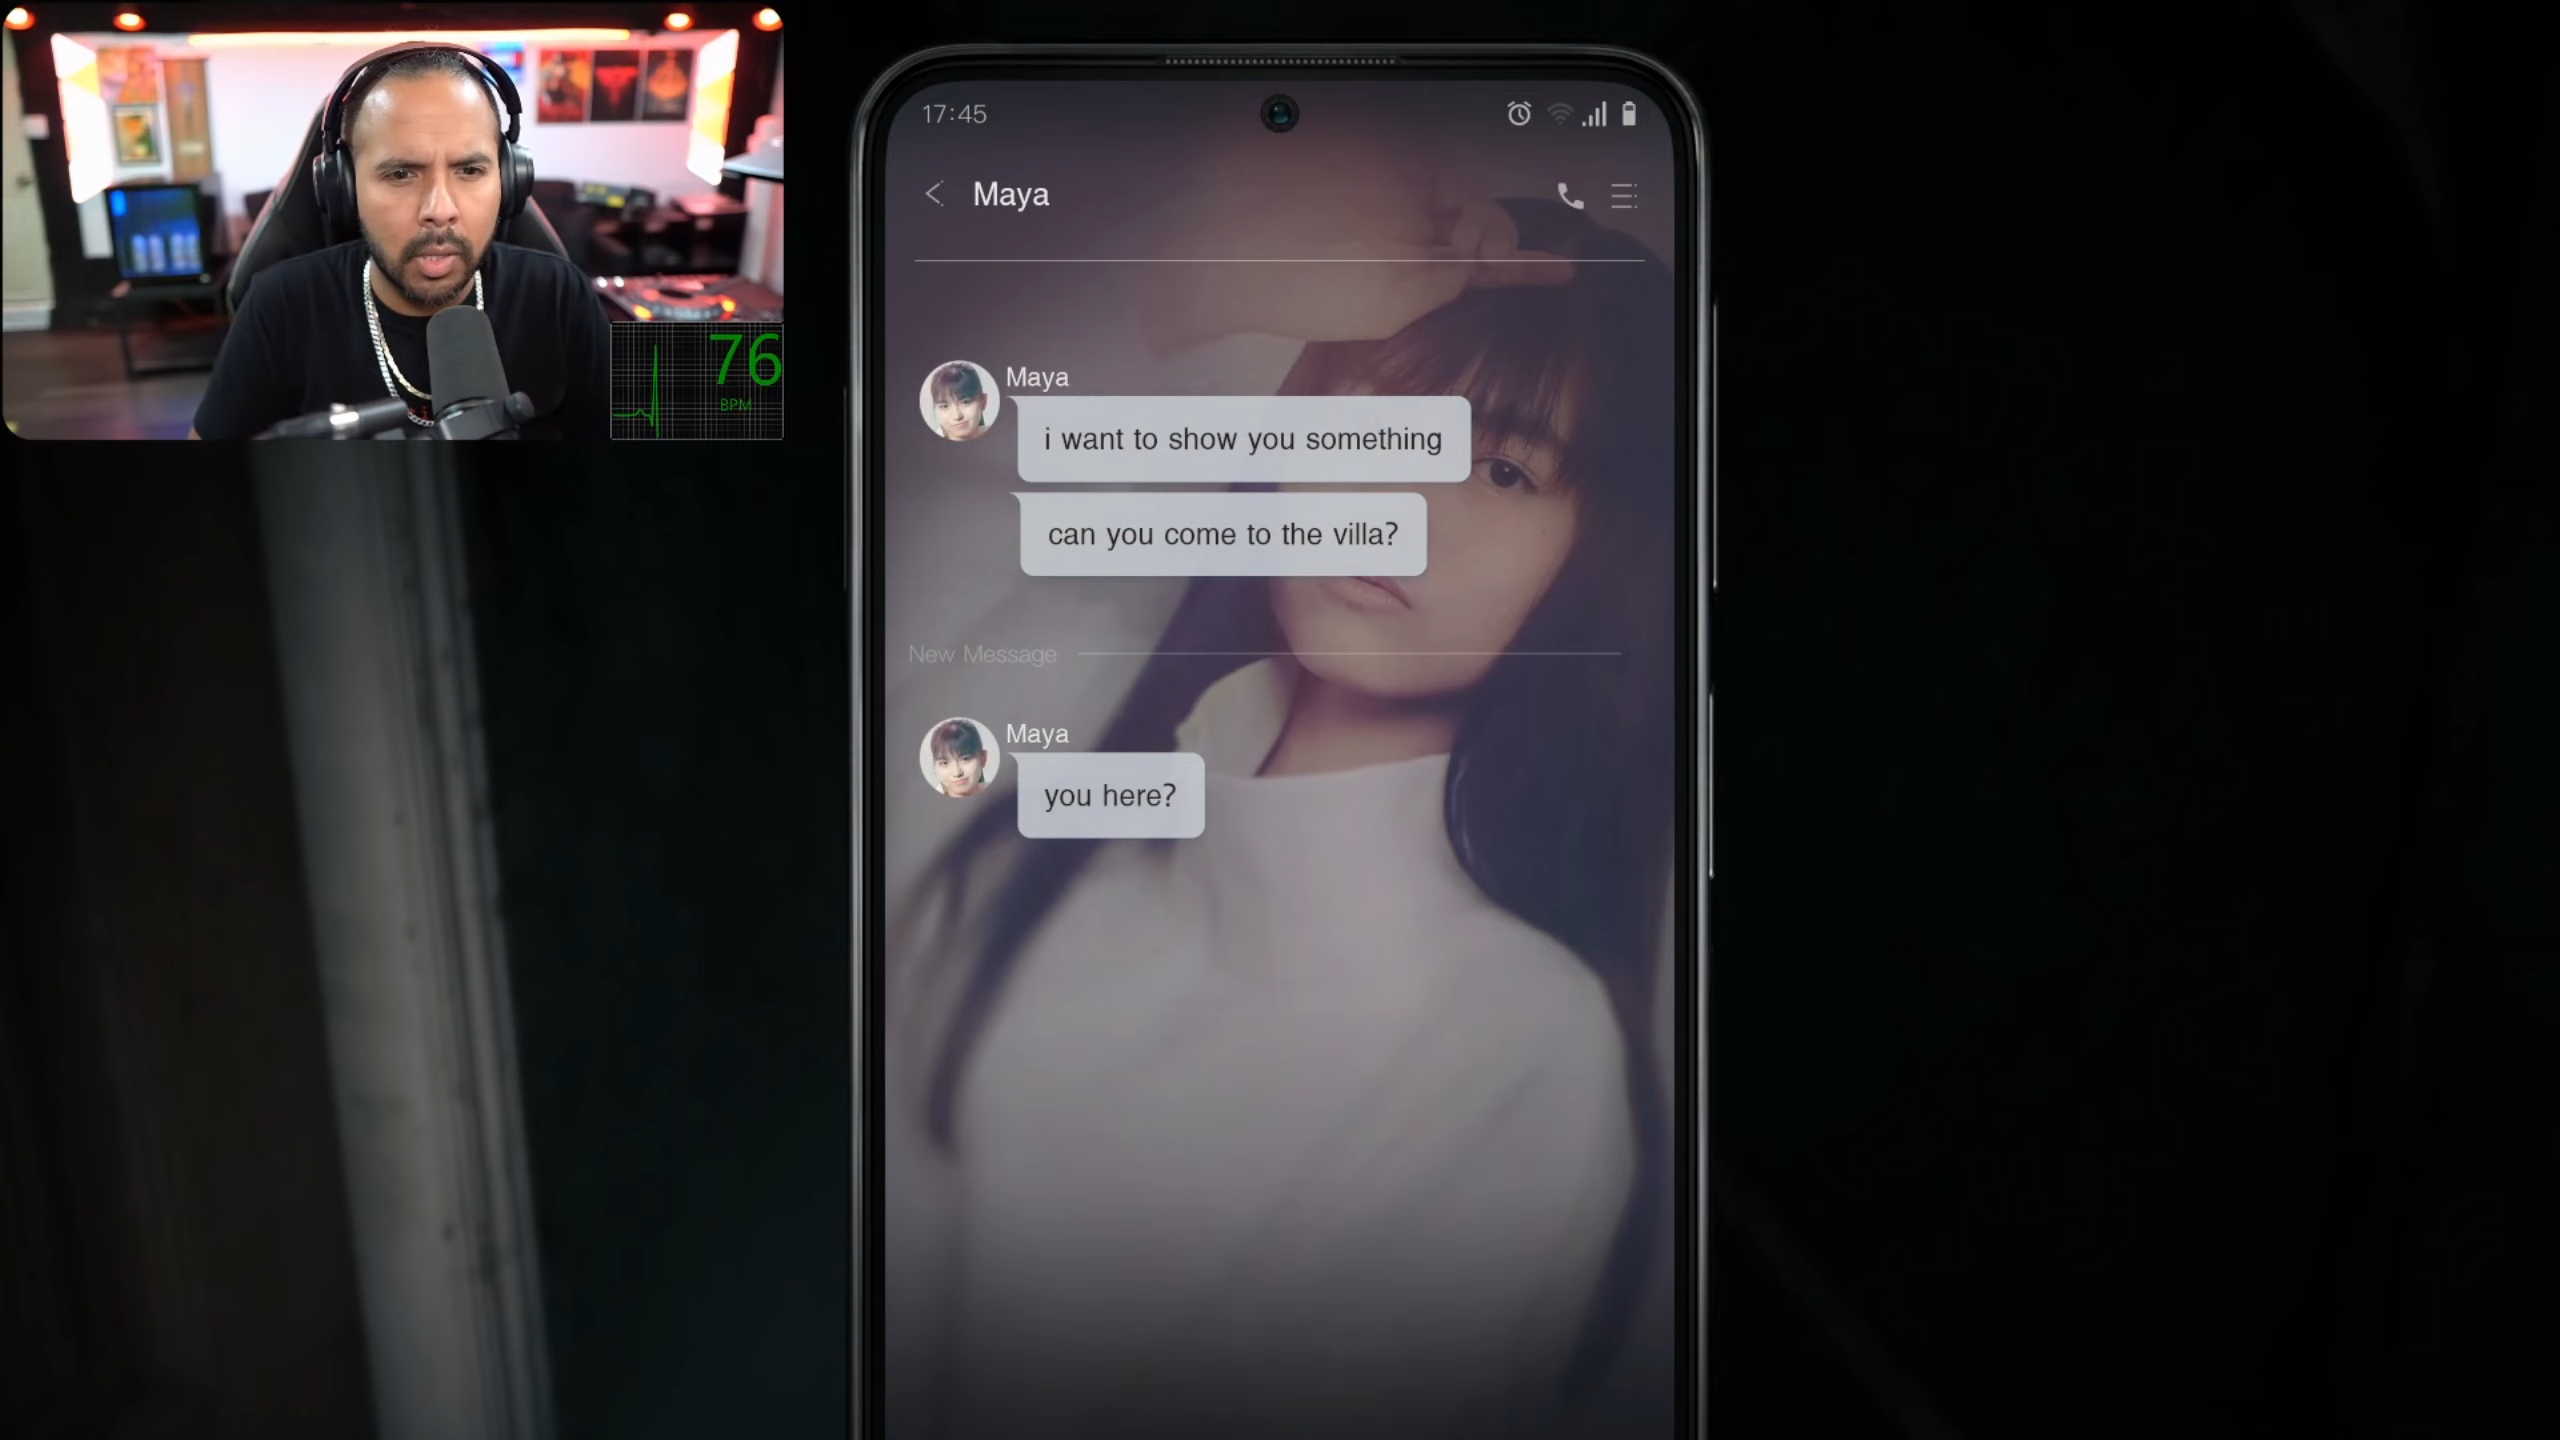 76
BPM
17:45
Maya
Maya
i want to show you something
can you come to the villa?
New Message
Maya
you here?